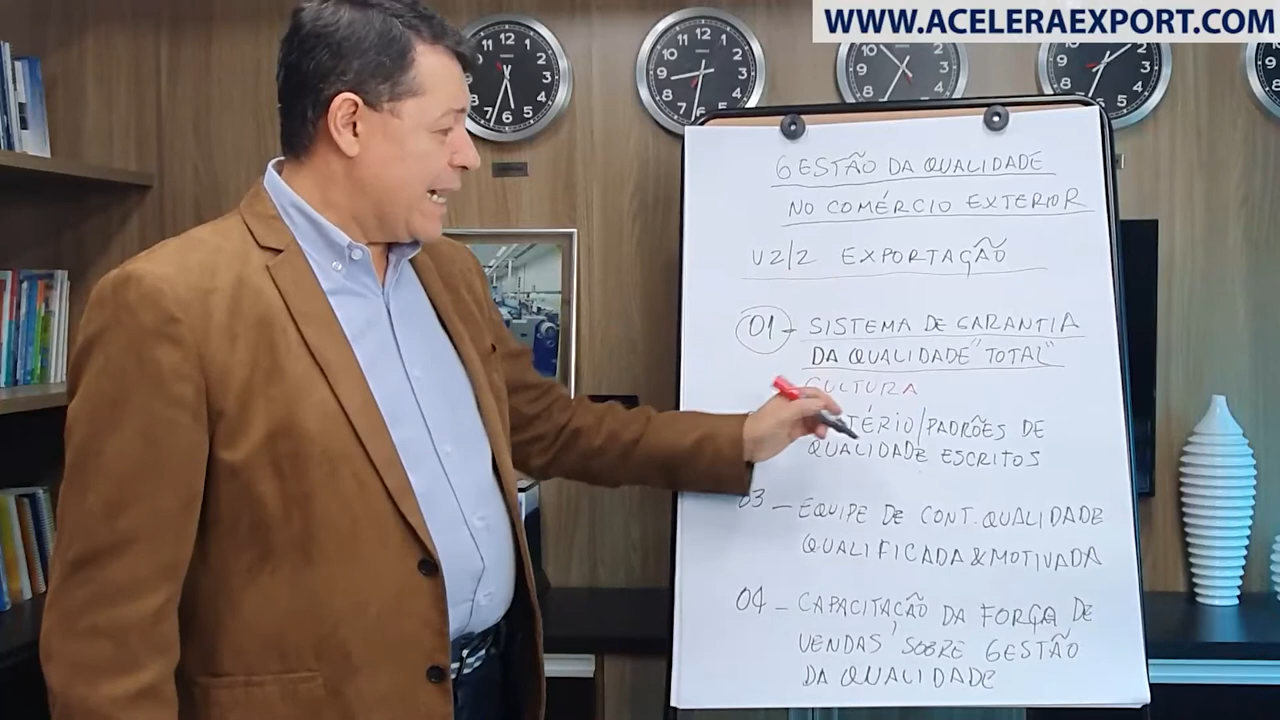 WWW.ACELERAEXPORT.COM
GESTÃO DA QUALIDADE
NO COMÉRCIO EXTERIOR
V2/2 EXPORTAÇÃO
01 - SISTEMA DE GARANTIA
DA QUALIDADE "TOTAL"
CULTURA
TÉRIO/PADRÕES DE
QUALIDADE ESCRITOS
03 - EQUIPE DE CONT. QUALIDADE
QUALIFICADA & MOTIVADA
04 - CAPACITAÇÃO DA FORÇA DE
VENDAS SOBRE GESTÃO
DA QUALIDADE